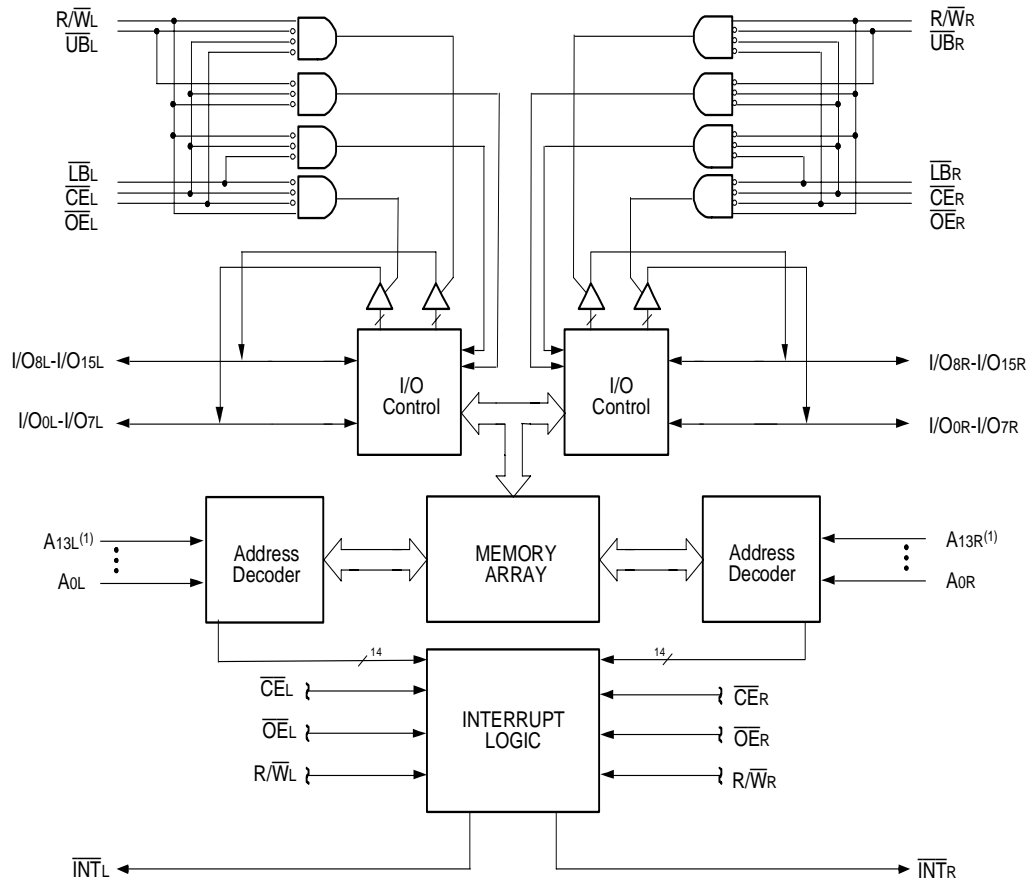 R/W̅L R/W̅R
U̅B̅L U̅B̅R
L̅B̅L L̅B̅R
C̅E̅L C̅E̅R
O̅E̅L O̅E̅R
I/O8L-I/O15L I/O Control I/O Control I/O8R-I/O15R
I/O0L-I/O7L I/O0R-I/O7R
A13L(1) Address Decoder MEMORY ARRAY Address Decoder A13R(1)
A0L A0R
14 14
C̅E̅L C̅E̅R
O̅E̅L INTERRUPT LOGIC O̅E̅R
R/W̅L R/W̅R
I̅N̅T̅L I̅N̅T̅R